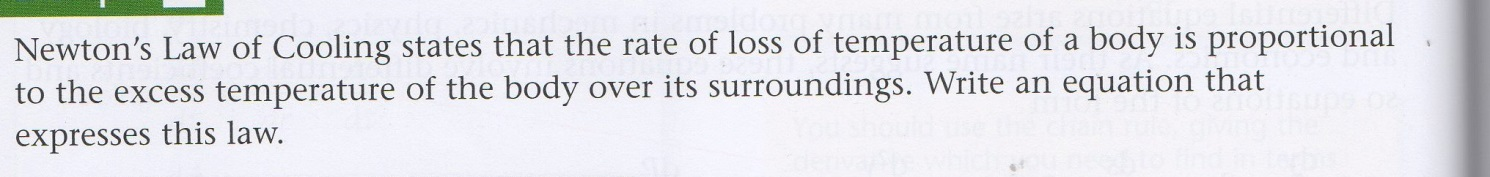 Newton's Law of Cooling states that the rate of loss of temperature of a body is proportional
to the excess temperature of the body over its surroundings. Write an equation that
expresses this law.